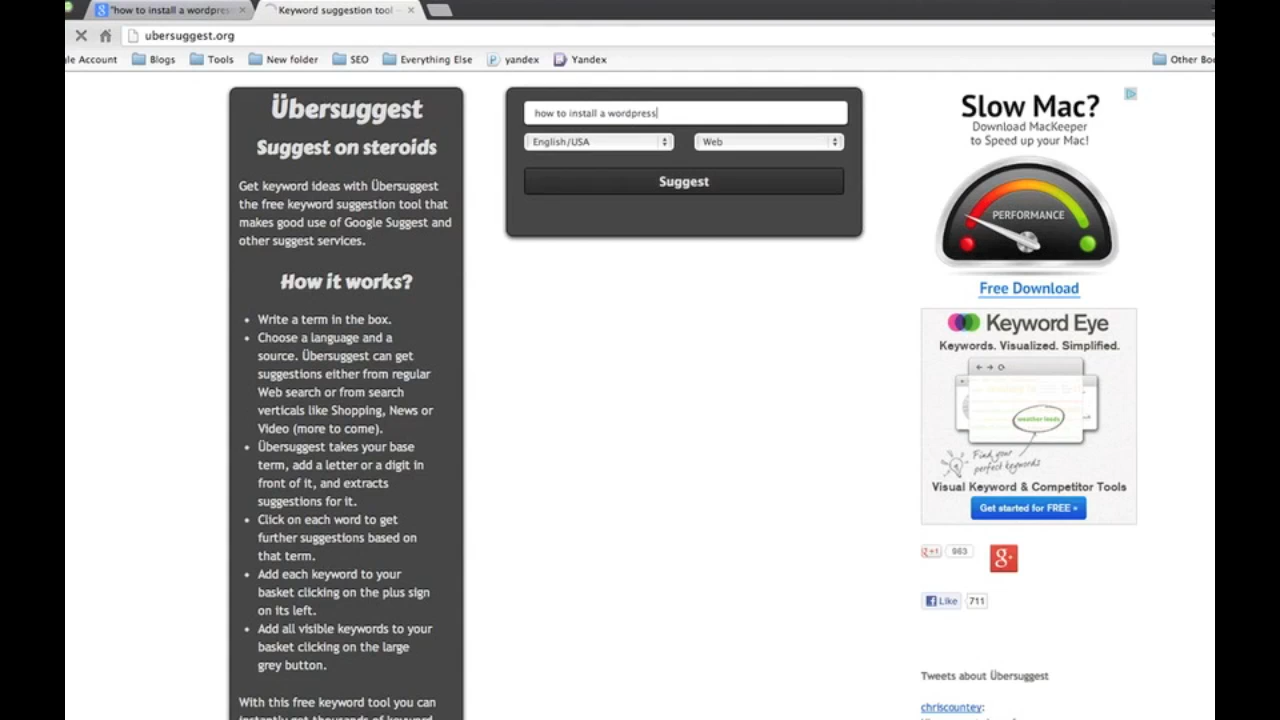 "how to install a wordpres
Keyword suggestion tool
ubersuggest.org
le Account
Blogs
Tools
New folder
SEO
Everything Else
yandex
Yandex
Other Bo
Übersuggest
Suggest on steroids
Get keyword ideas with Übersuggest
the free keyword suggestion tool that
makes good use of Google Suggest and
other suggest services.
How it works?
• Write a term in the box.
• Choose a language and a
source. Übersuggest can get
suggestions either from regular
Web search or from search
verticals like Shopping, News or
Video (more to come).
• Übersuggest takes your base
term, add a letter or a digit in
front of it, and extracts
suggestions for it.
• Click on each word to get
further suggestions based on
that term.
• Add each keyword to your
basket clicking on the plus sign
on its left.
• Add all visible keywords to your
basket clicking on the large
grey button.
With this free keyword tool you can
how to install a wordpress
English/USA
Web
Suggest
Slow Mac?
Download MacKeeper
to Speed up your Mac!
PERFORMANCE
Free Download
Keyword Eye
Keywords. Visualized. Simplified.
weather leads
Find your
perfect keywords
Visual Keyword & Competitor Tools
Get started for FREE »
+1 983
g+
Like 711
Tweets about Übersuggest
chriscountey: